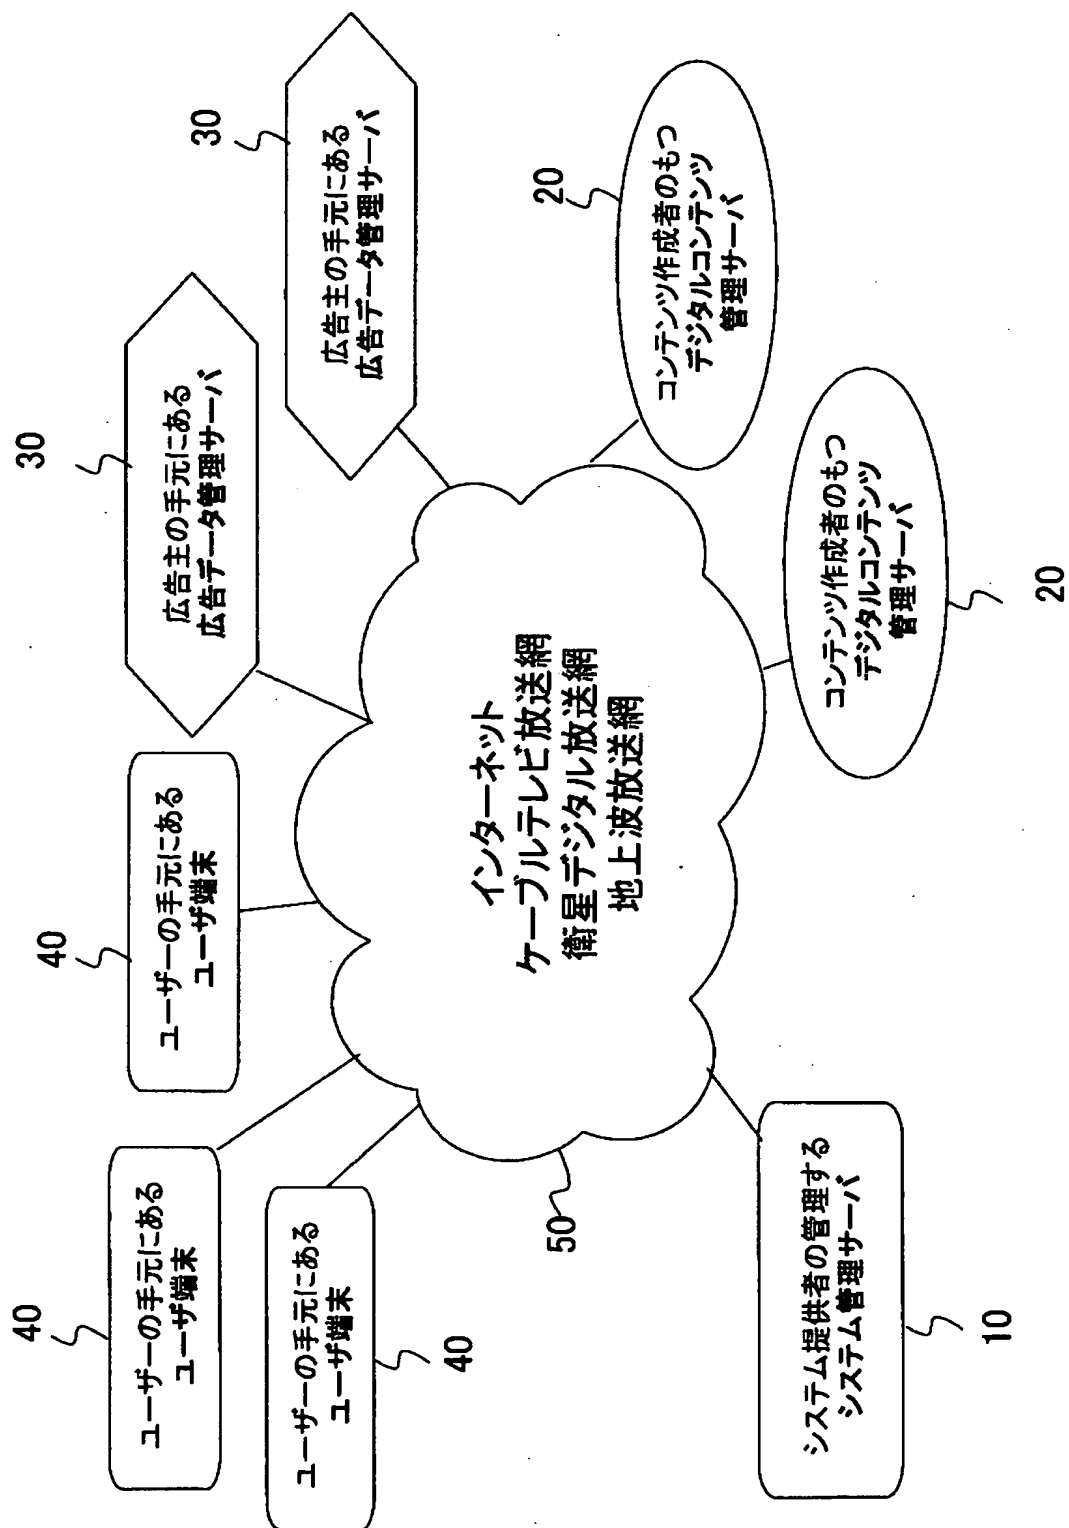 40
ユーザーの手元にある
ユーザ端末
40
ユーザーの手元にある
ユーザ端末
40
ユーザーの手元にある
ユーザ端末
30
広告主の手元にある
広告データ管理サーバ
30
広告主の手元にある
広告データ管理サーバ
インターネット
ケーブルテレビ放送網
衛星デジタル放送網
地上波放送網
50
システム提供者の管理する
システム管理サーバ
10
コンテンツ作成者のもつ
デジタルコンテンツ
管理サーバ
20
コンテンツ作成者のもつ
デジタルコンテンツ
管理サーバ
20